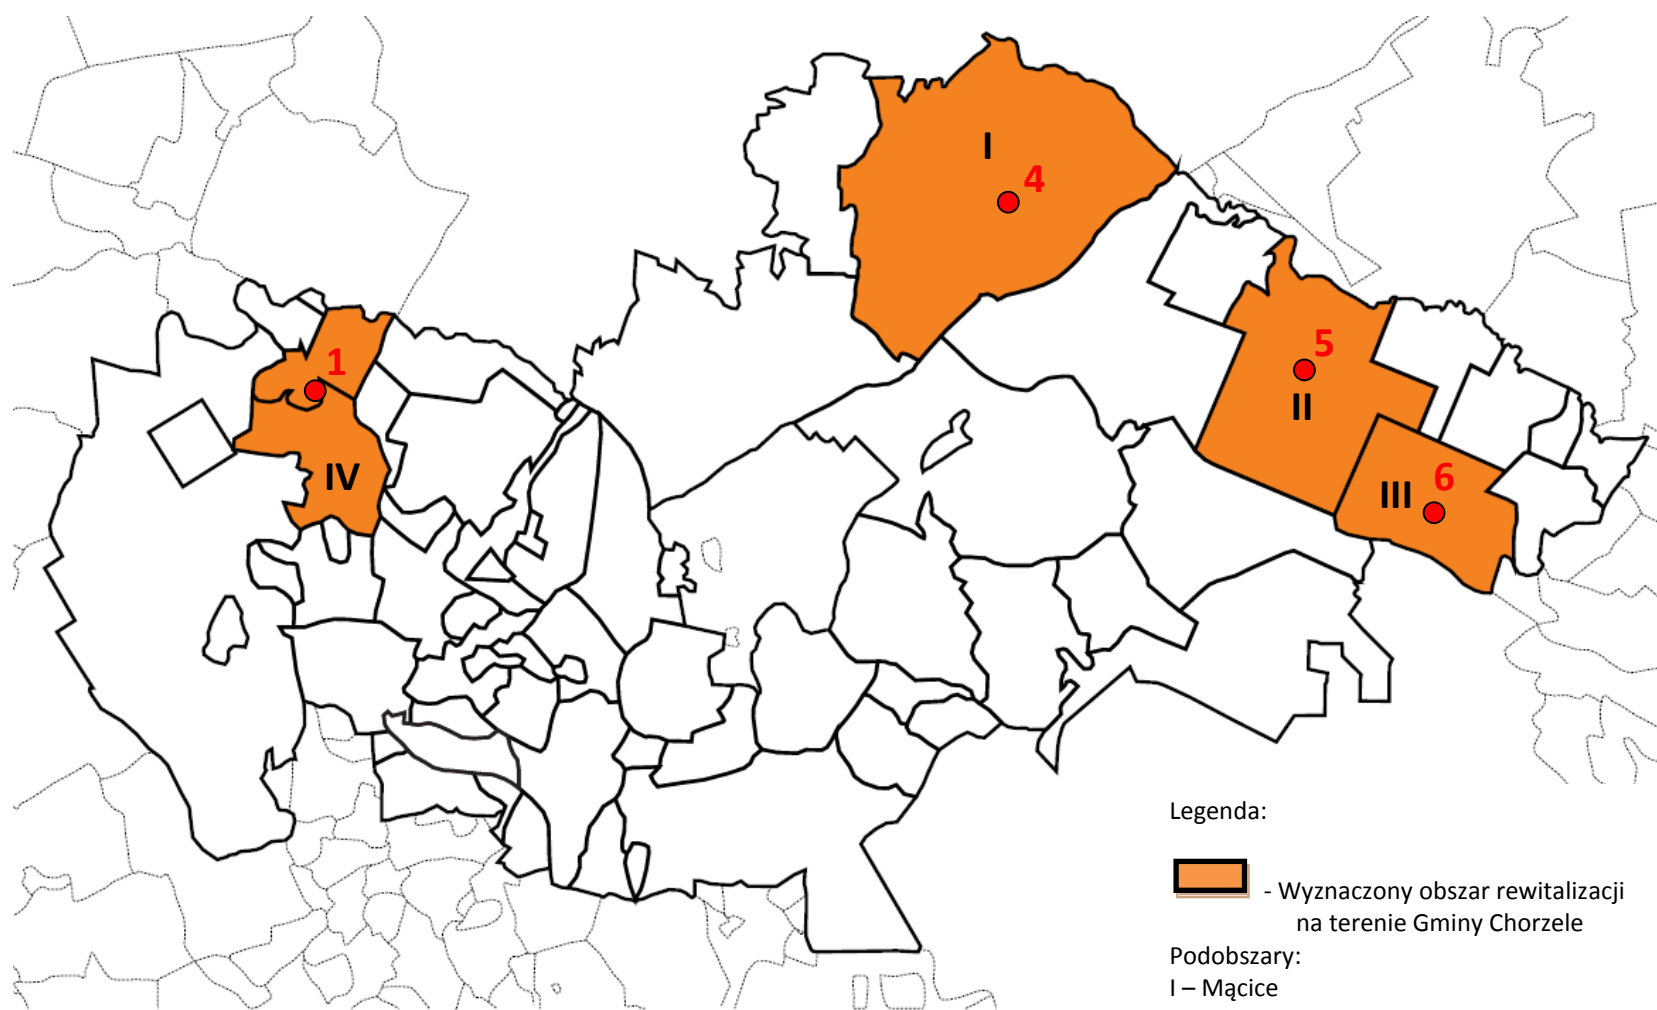 I
4
1
5
II
IV
6
III
Legenda:
- Wyznaczony obszar rewitalizacji
na terenie Gminy Chorzele
Podobszary:
I – Mącice